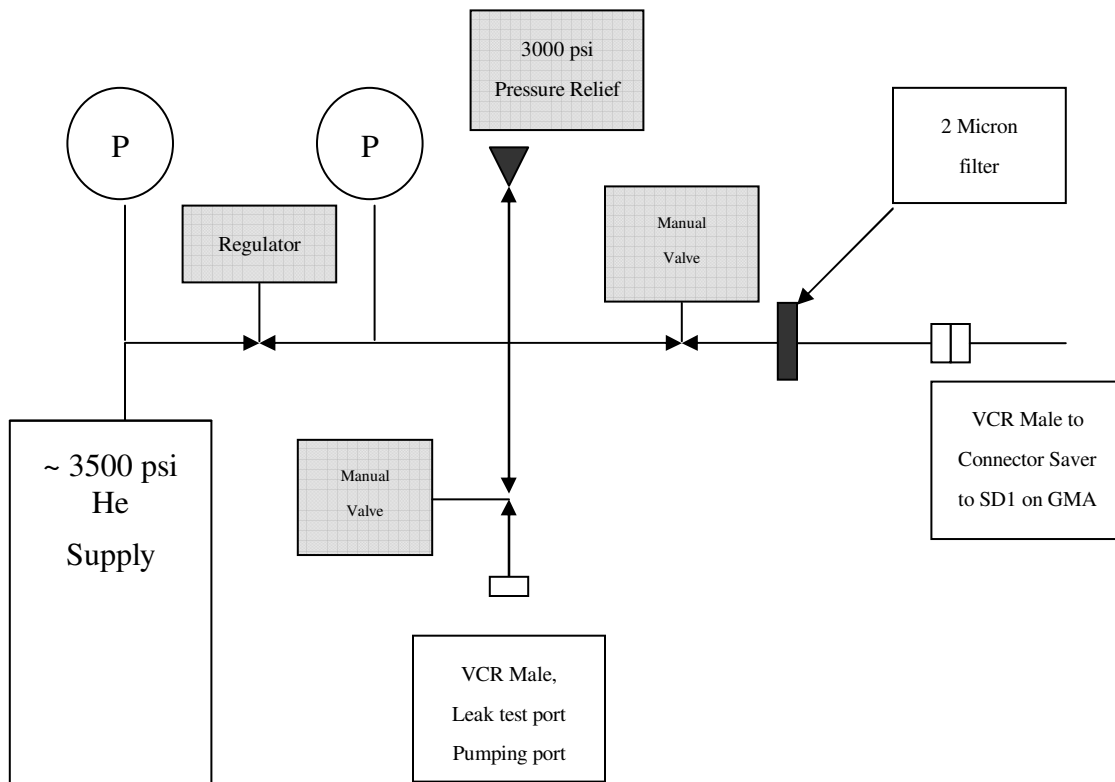 3000 psi
Pressure Relief
P
P
2 Micron
filter
Regulator
Manual
Valve
~ 3500 psi
He
Supply
Manual
Valve
VCR Male to
Connector Saver
to SD1 on GMA
VCR Male,
Leak test port
Pumping port